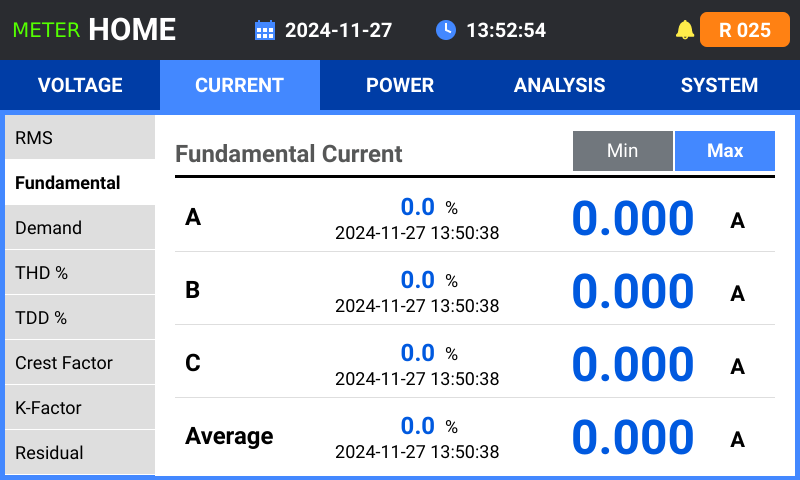 METER HOME 2024-11-27 13:52:54 R 025
VOLTAGE CURRENT POWER ANALYSIS SYSTEM
RMS
Fundamental
Demand
THD %
TDD %
Crest Factor
K-Factor
Residual
Fundamental Current Min Max
A 0.0 % 0.000 A
2024-11-27 13:50:38
B 0.0 % 0.000 A
2024-11-27 13:50:38
C 0.0 % 0.000 A
2024-11-27 13:50:38
Average 0.0 % 0.000 A
2024-11-27 13:50:38